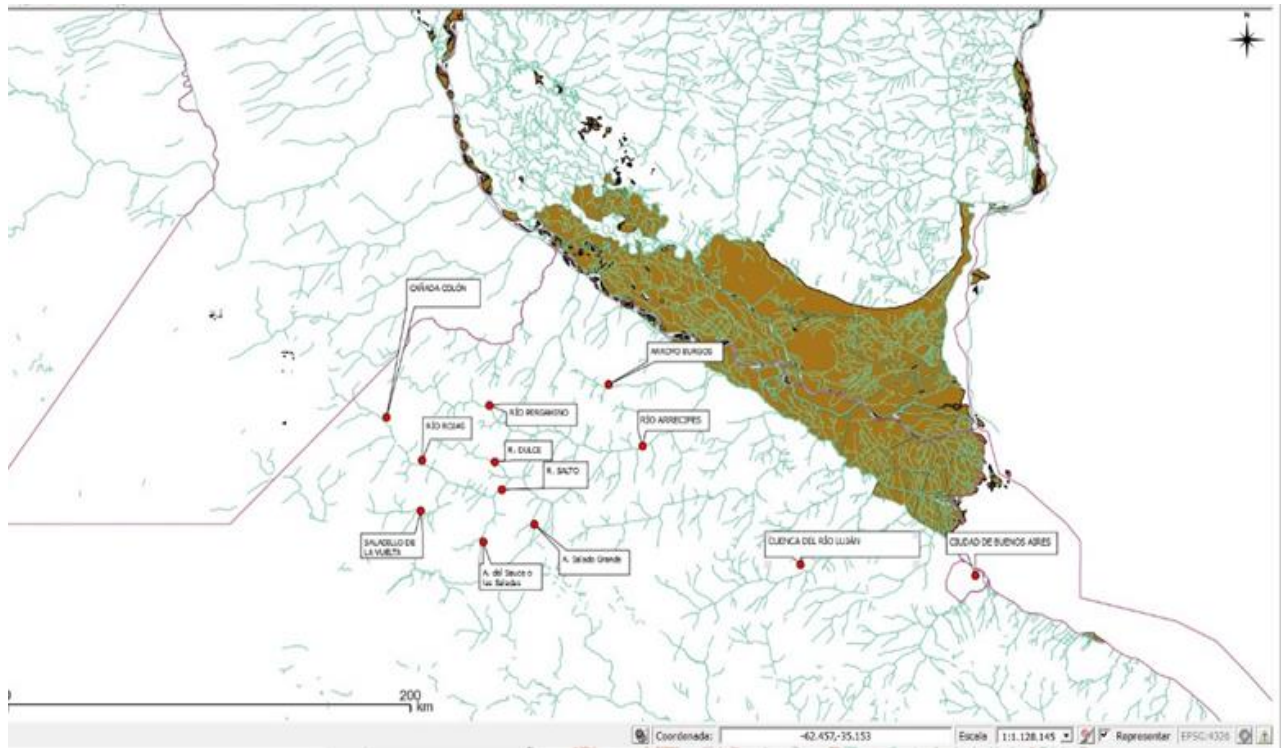 N
CAÑADA COLÓN
ARROYO BURGOS
RÍO PERGAMINO
RÍO ARRECIFES
RÍO ROJAS
R. DULCE
R. SALTO
SALADILLO DE
LA VUELTA
A. del Sauce o
las Saladas
A. Salado Grande
CUENCA DEL RÍO LUJÁN
CIUDAD DE BUENOS AIRES
200
km
Coordenada: -62.457,-35.153 Escala 1:1.128.145 Representar EPSG:4326